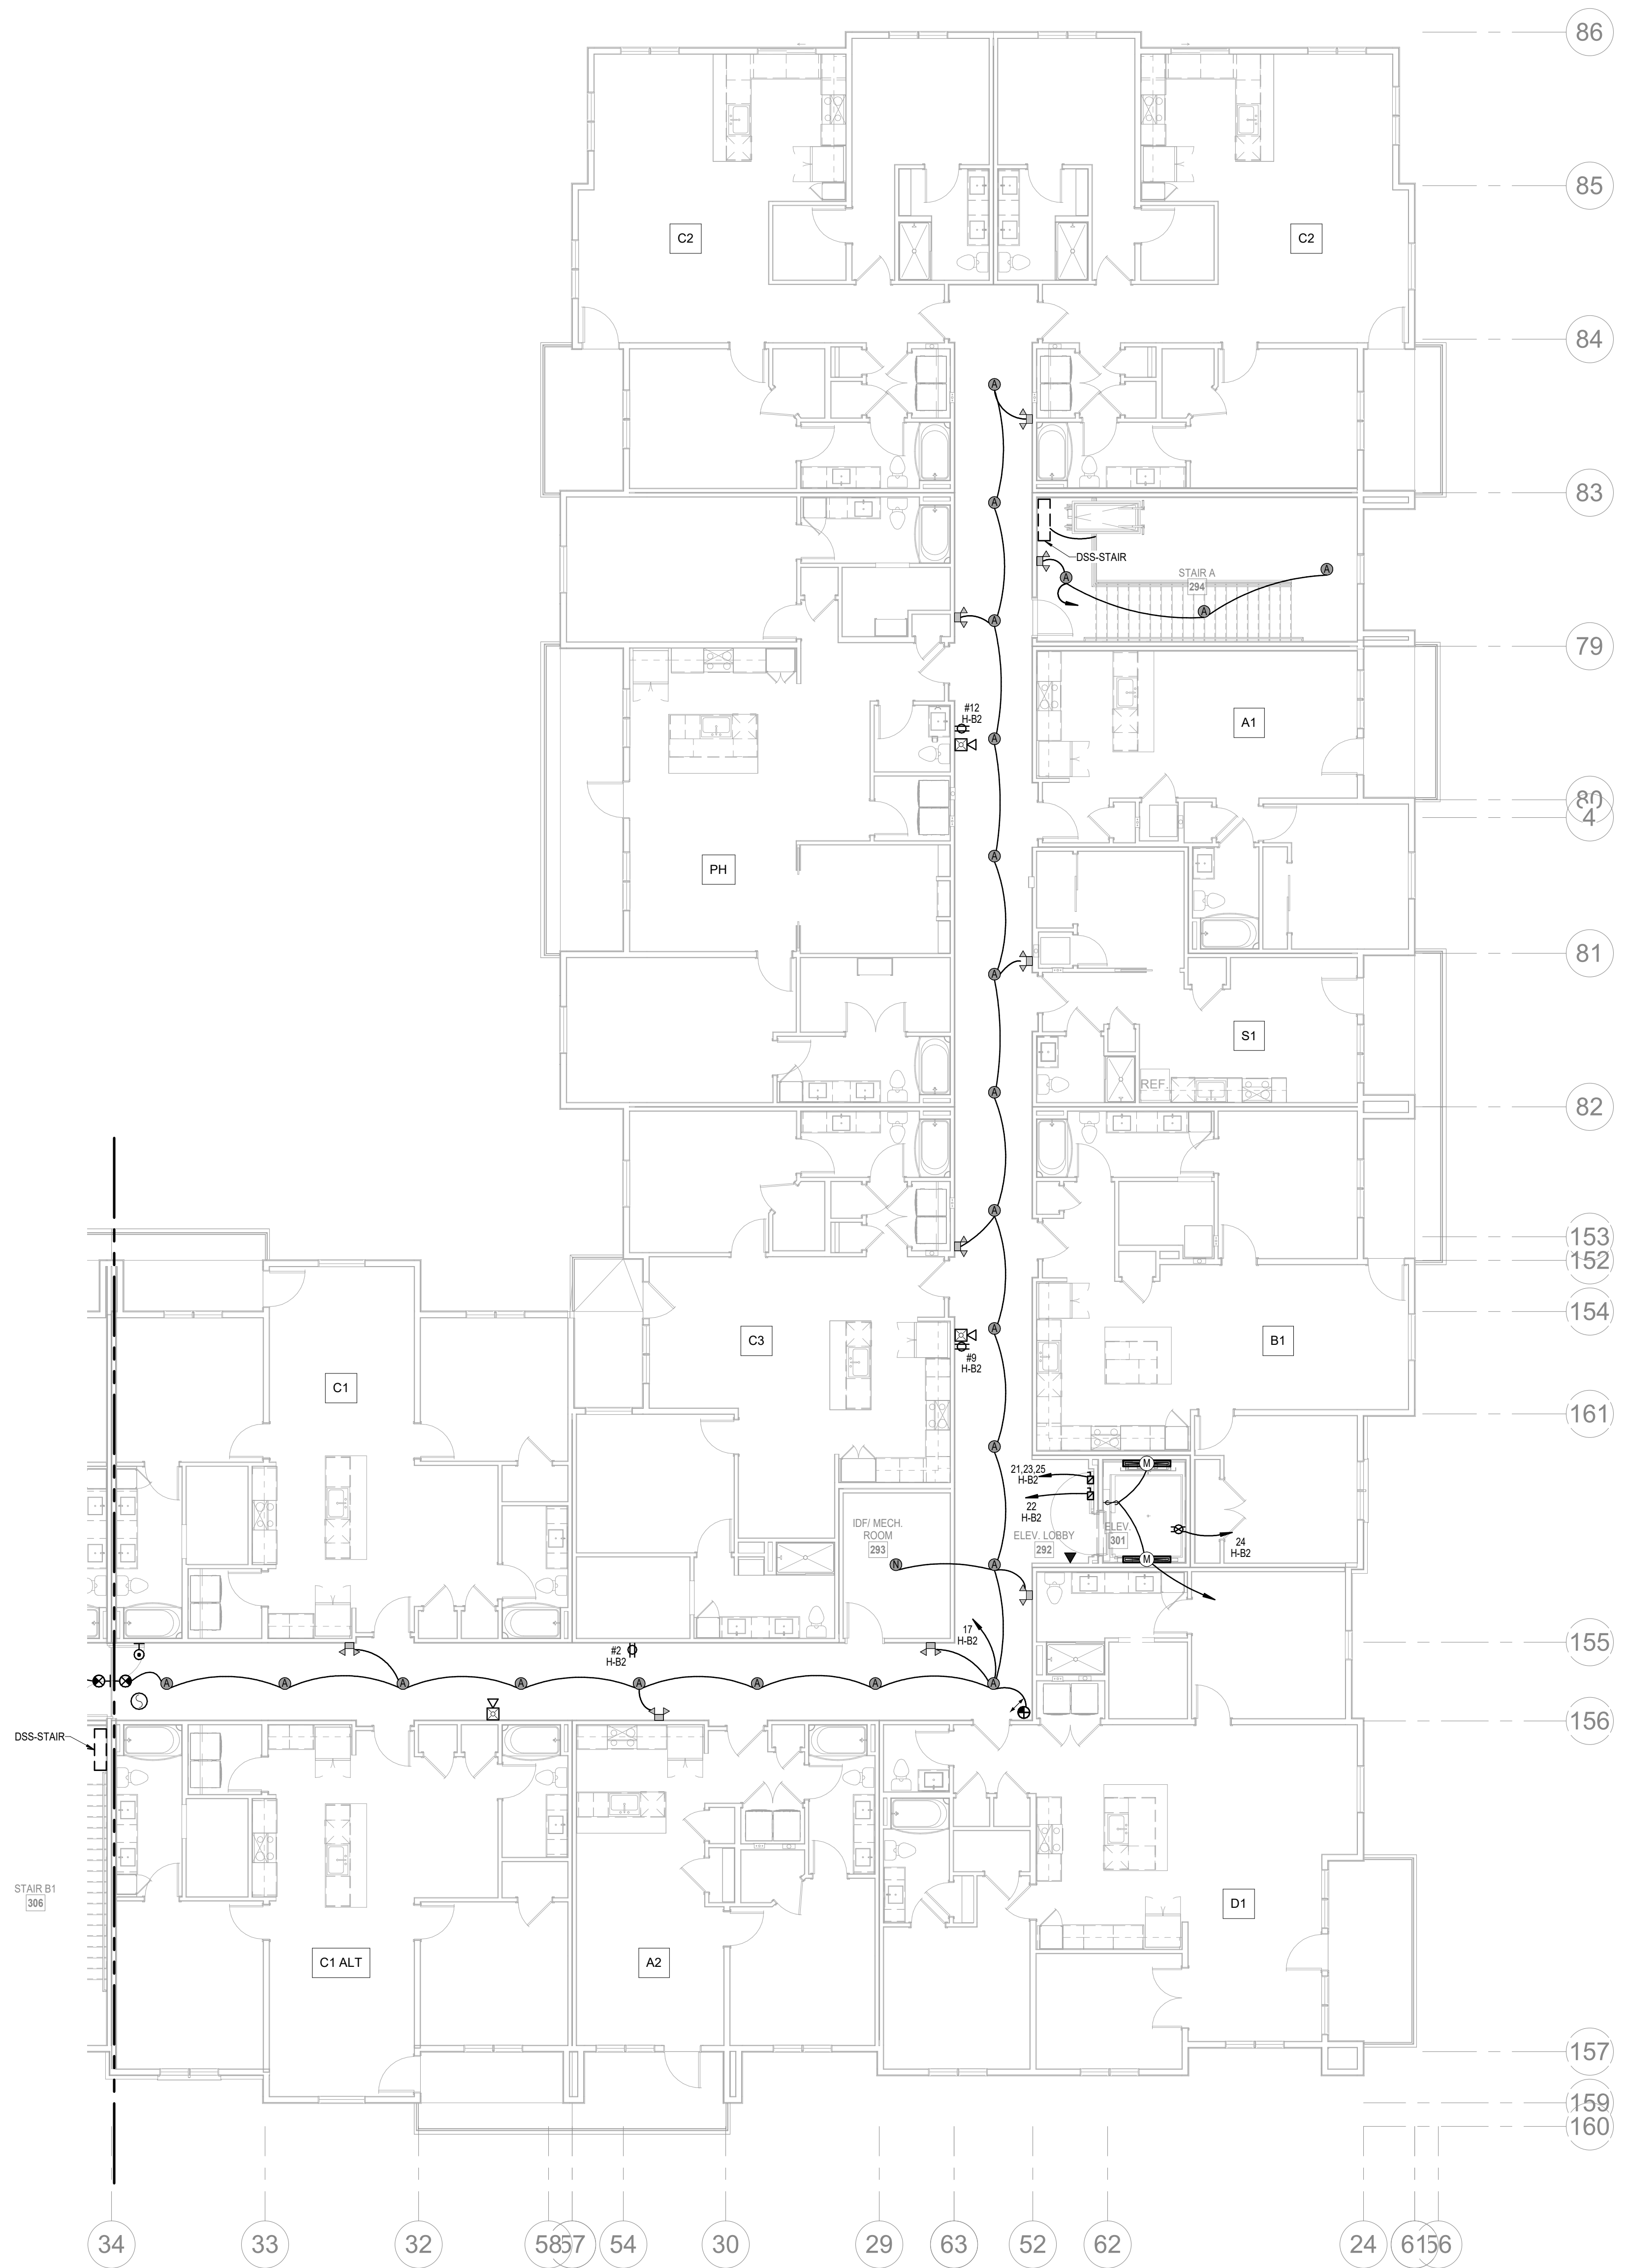 86
85
C2
C2
84
A
83
A
DSS-STAIR
STAIR A
294
A
A
A
A
79
#12
H-B2
A
A1
80
4
A
PH
81
A
S1
REF.
A
82
A
153
152
154
A
C3
B1
#9
H-B2
C1
161
A
M
21,23,25
H-B2
22
H-B2
IDF/ MECH.
ROOM
293
ELEV. LOBBY
292
ELEV.
301
24
H-B2
N
A
M
17
H-B2
#2
H-B2
155
A
A
A
A
A
A
A
A
S
156
DSS-STAIR
STAIR B1
306
D1
C1 ALT
A2
157
159
160
34
33
32
58
57
54
30
29
63
52
62
24
61
56